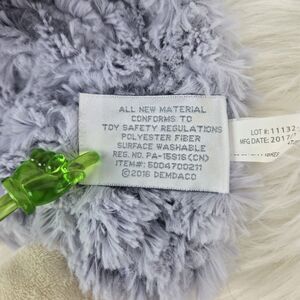 ALL NEW MATERIAL
CONFORMS TO
TOY SAFETY REGULATIONS
POLYESTER FIBER
SURFACE WASHABLE
REG. NO. PA-15916(CN)
ITEM#: 5004700211
©2016 DEMDACO
LOT #: 11132
MFG DATE: 2017/